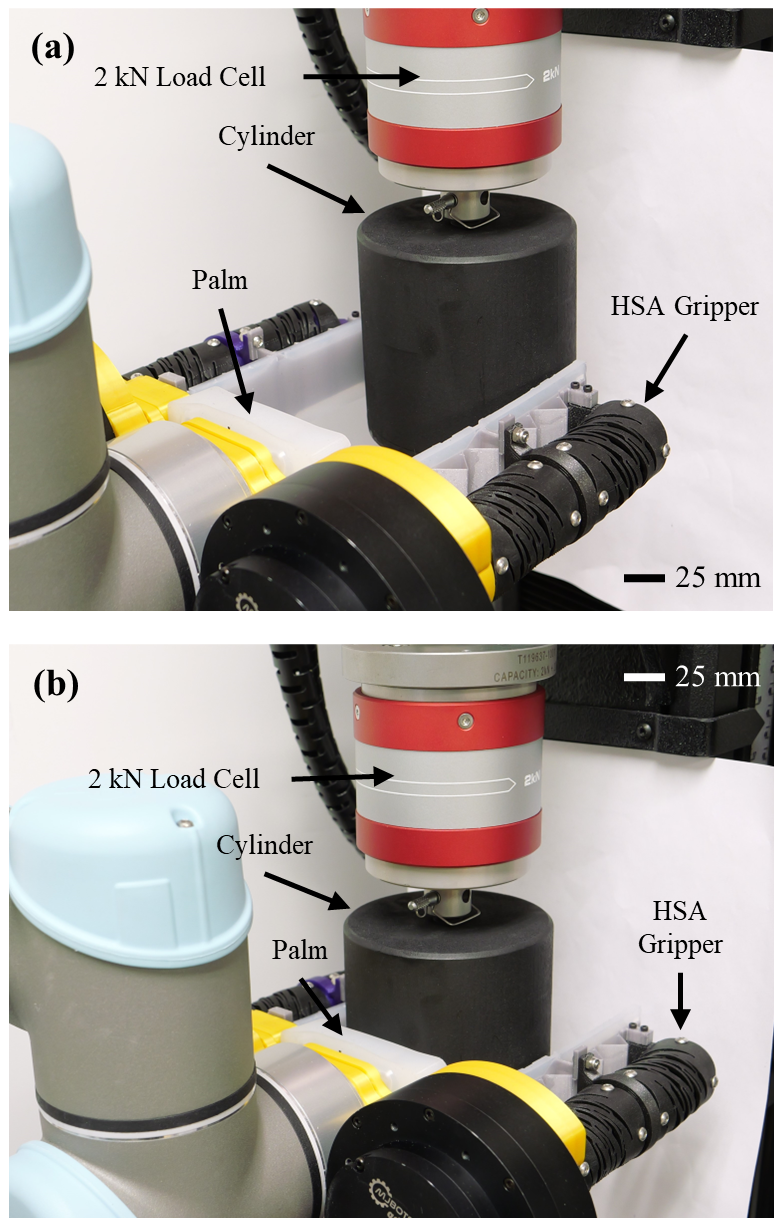 (a)
2 kN Load Cell
2kN
Cylinder
Palm
HSA Gripper
25 mm
(b)
25 mm
CAPACITY: 2kN
2 kN Load Cell
2kN
Cylinder
HSA
Gripper
Palm